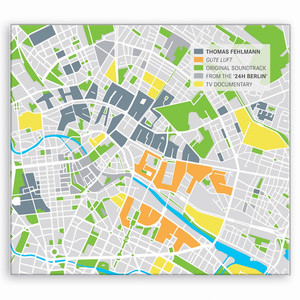 THOMAS FEHLMANN
GUTE LUFT
ORIGINAL SOUNDTRACK
FROM THE '24H BERLIN'
TV DOCUMENTARY
THOMAS
FEHLMANN
GUTE
LUFT